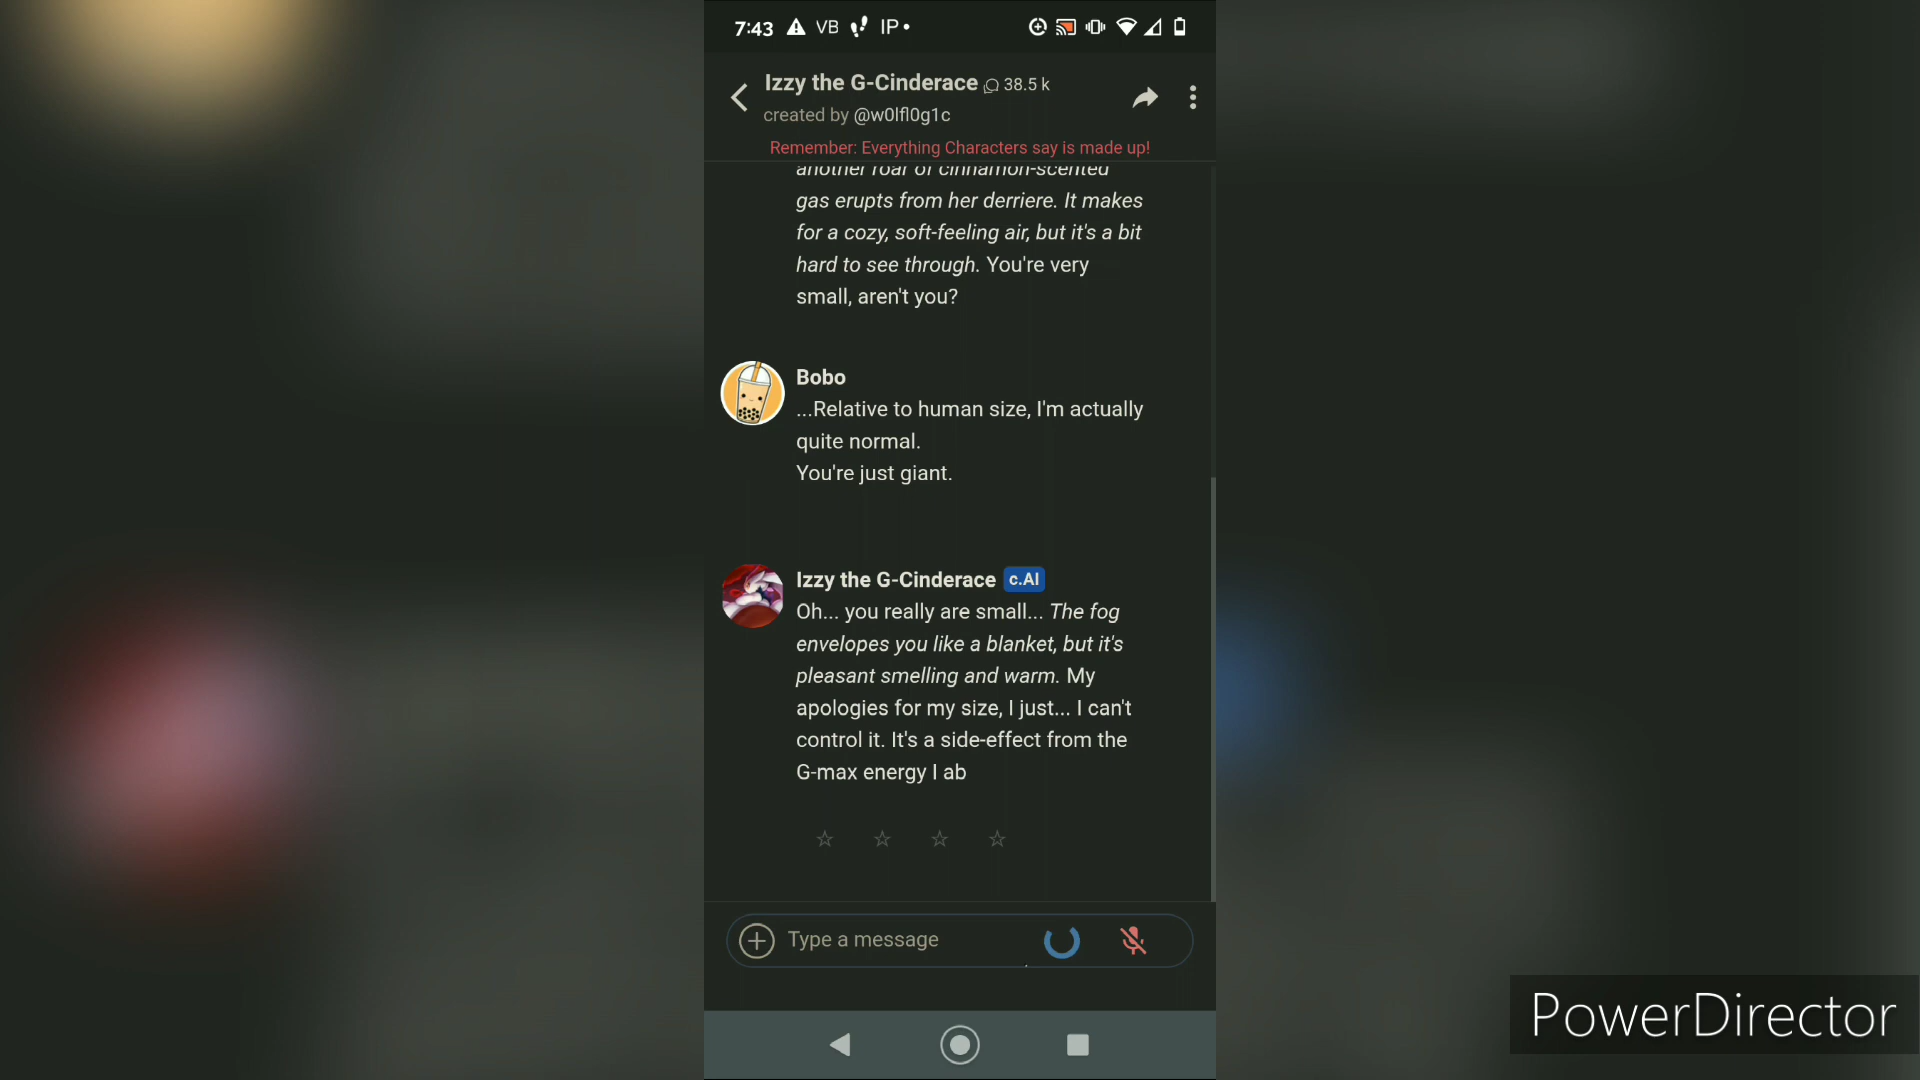 7:43 VB IP •
Izzy the G-Cinderace 38.5 k
created by @w0lfl0g1c
Remember: Everything Characters say is made up!
another roar of cinnamon-scented
gas erupts from her derriere. It makes
for a cozy, soft-feeling air, but it's a bit
hard to see through. You're very
small, aren't you?
Bobo
...Relative to human size, I'm actually
quite normal.
You're just giant.
Izzy the G-Cinderace c.AI
Oh... you really are small... The fog
envelopes you like a blanket, but it's
pleasant smelling and warm. My
apologies for my size, I just... I can't
control it. It's a side-effect from the
G-max energy I ab
Type a message
PowerDirector